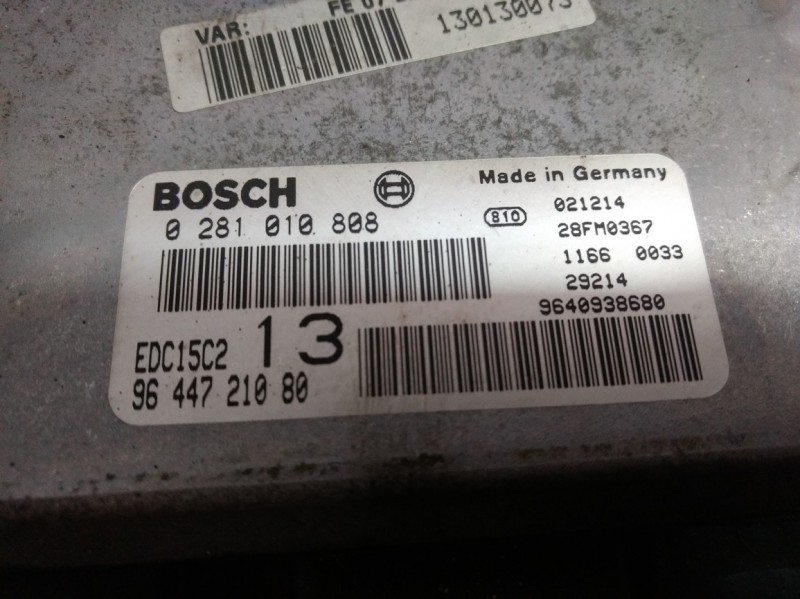 VAR:
130130073
BOSCH
Made in Germany
0 281 010 808
810
021214
28FM0367
1166 0033
29214
9640938680
EDC15C2
13
96 447 210 80